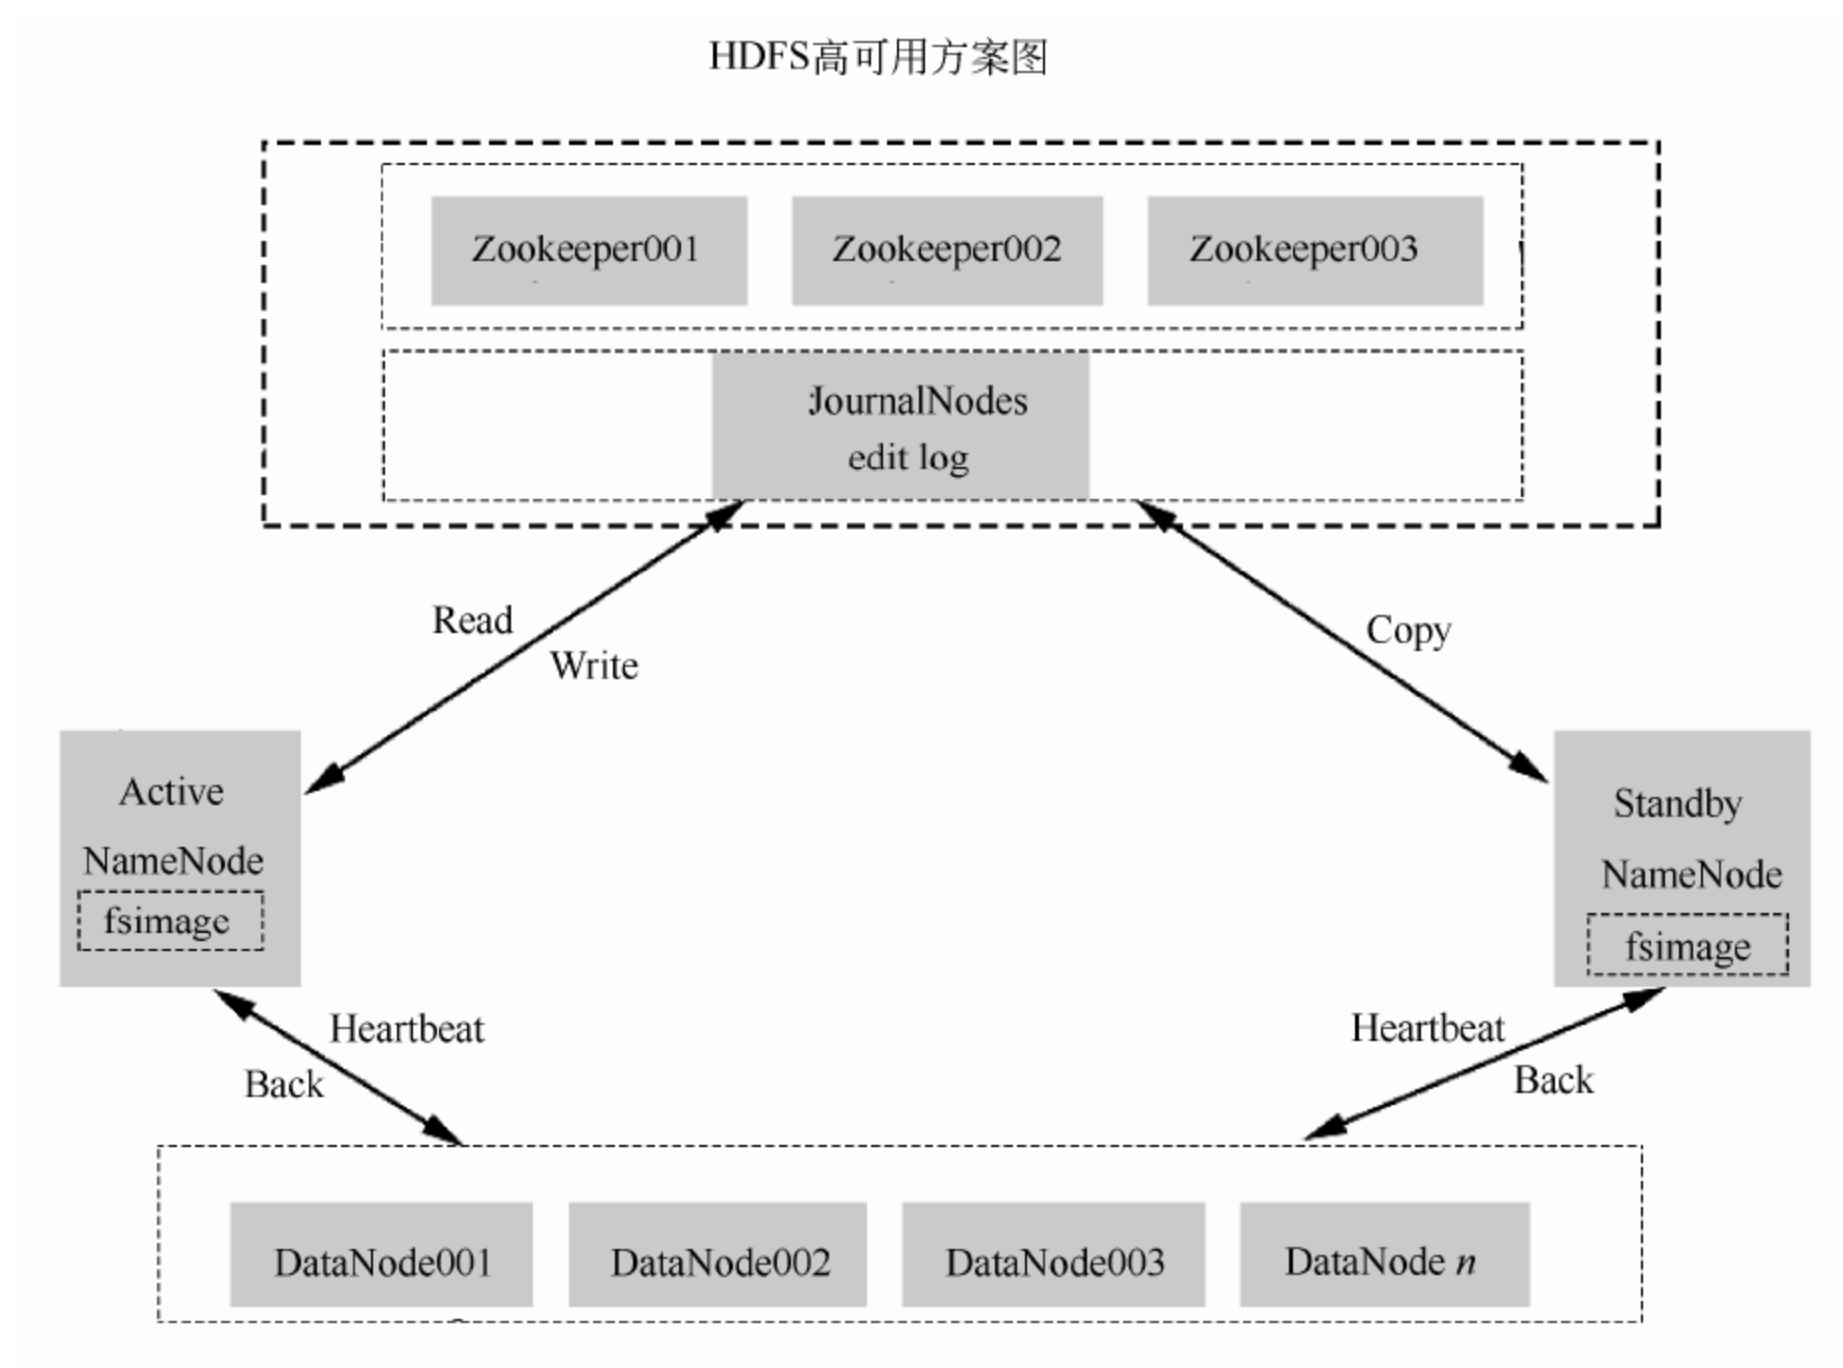 HDFS高可用方案图
Zookeeper001
Zookeeper002
Zookeeper003
JournalNodes
edit log
Read
Write
Copy
Active
NameNode
fsimage
Standby
NameNode
fsimage
Heartbeat
Back
Heartbeat
Back
DataNode001
DataNode002
DataNode003
DataNode n